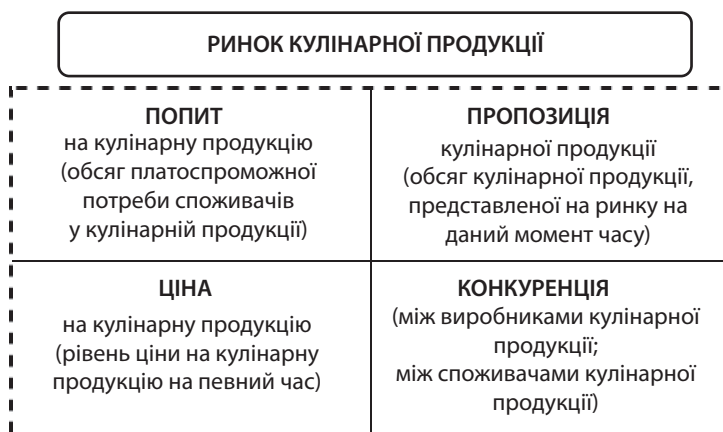 РИНОК КУЛІНАРНОЇ ПРОДУКЦІЇ
ПОПИТ
на кулінарну продукцію
(обсяг платоспроможної
потреби споживачів
у кулінарній продукції)
ПРОПОЗИЦІЯ
кулінарної продукції
(обсяг кулінарної продукції,
представленої на ринку на
даний момент часу)
ЦІНА
на кулінарну продукцію
(рівень ціни на кулінарну
продукцію на певний час)
КОНКУРЕНЦІЯ
(між виробниками кулінарної
продукції;
між споживачами кулінарної
продукції)